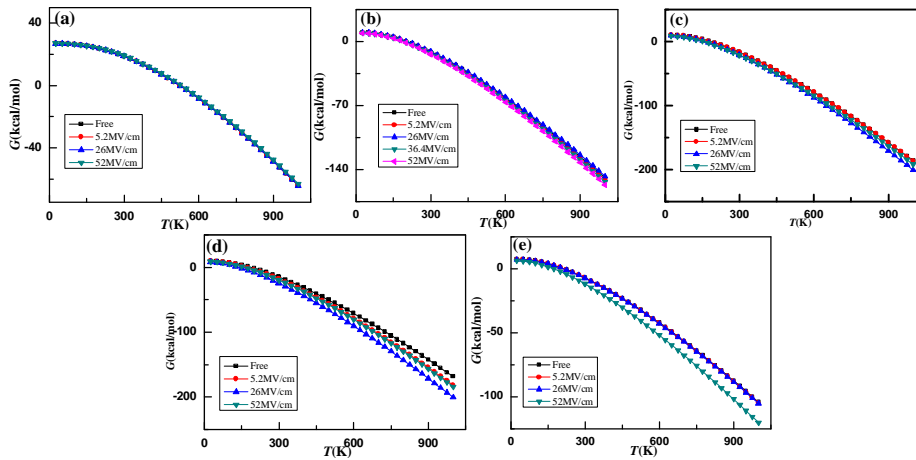 (a)
40
0
-40
G(kcal/mol)
Free
5.2MV/cm
26MV/cm
52MV/cm
0 300 600 900
T(K)
(b)
0
-70
-140
G(kcal/mol)
Free
5.2MV/cm
26MV/cm
36.4MV/cm
52MV/cm
0 300 600 900
T(K)
(c)
0
-100
-200
G(kcal/mol)
Free
5.2MV/cm
26MV/cm
52MV/cm
0 300 600 900
T(K)
(d)
0
-100
-200
G(kcal/mol)
Free
5.2MV/cm
26MV/cm
52MV/cm
0 300 600 900
T(K)
(e)
0
-50
-100
G(kcal/mol)
Free
5.2MV/cm
26MV/cm
52MV/cm
0 300 600 900
T(K)